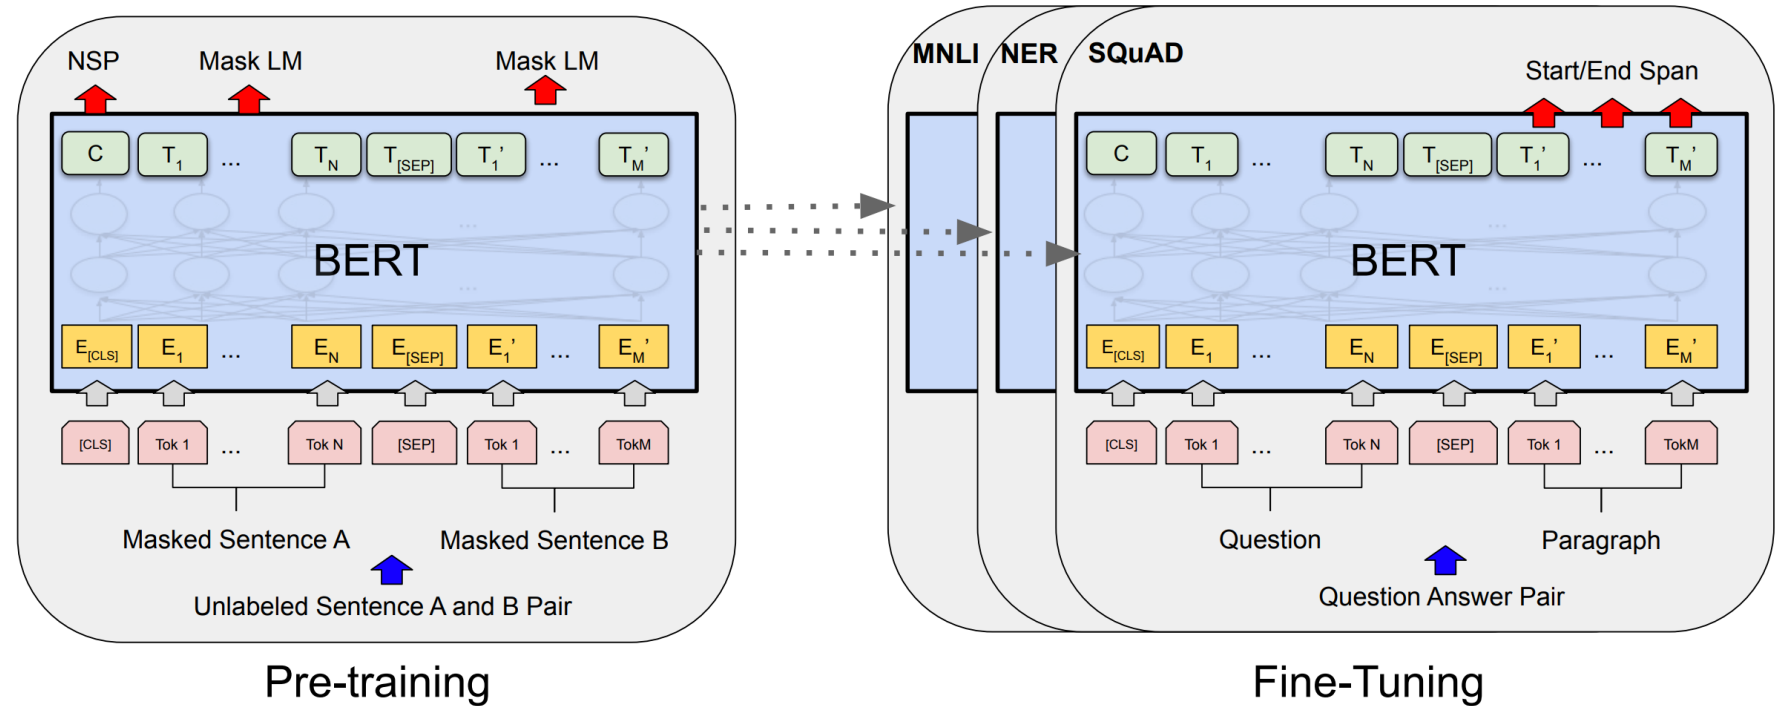 NSP Mask LM Mask LM
C T1 ... TN T[SEP] T1’ ... TM’
...
BERT
...
E[CLS] E1 ... EN E[SEP] E1’ ... EM’
[CLS] Tok 1 ... Tok N [SEP] Tok 1 ... TokM
Masked Sentence A Masked Sentence B
Unlabeled Sentence A and B Pair
Pre-training
MNLI NER SQuAD
Start/End Span
C T1 ... TN T[SEP] T1’ ... TM’
...
BERT
...
E[CLS] E1 ... EN E[SEP] E1’ ... EM’
[CLS] Tok 1 ... Tok N [SEP] Tok 1 ... TokM
Question Paragraph
Question Answer Pair
Fine-Tuning